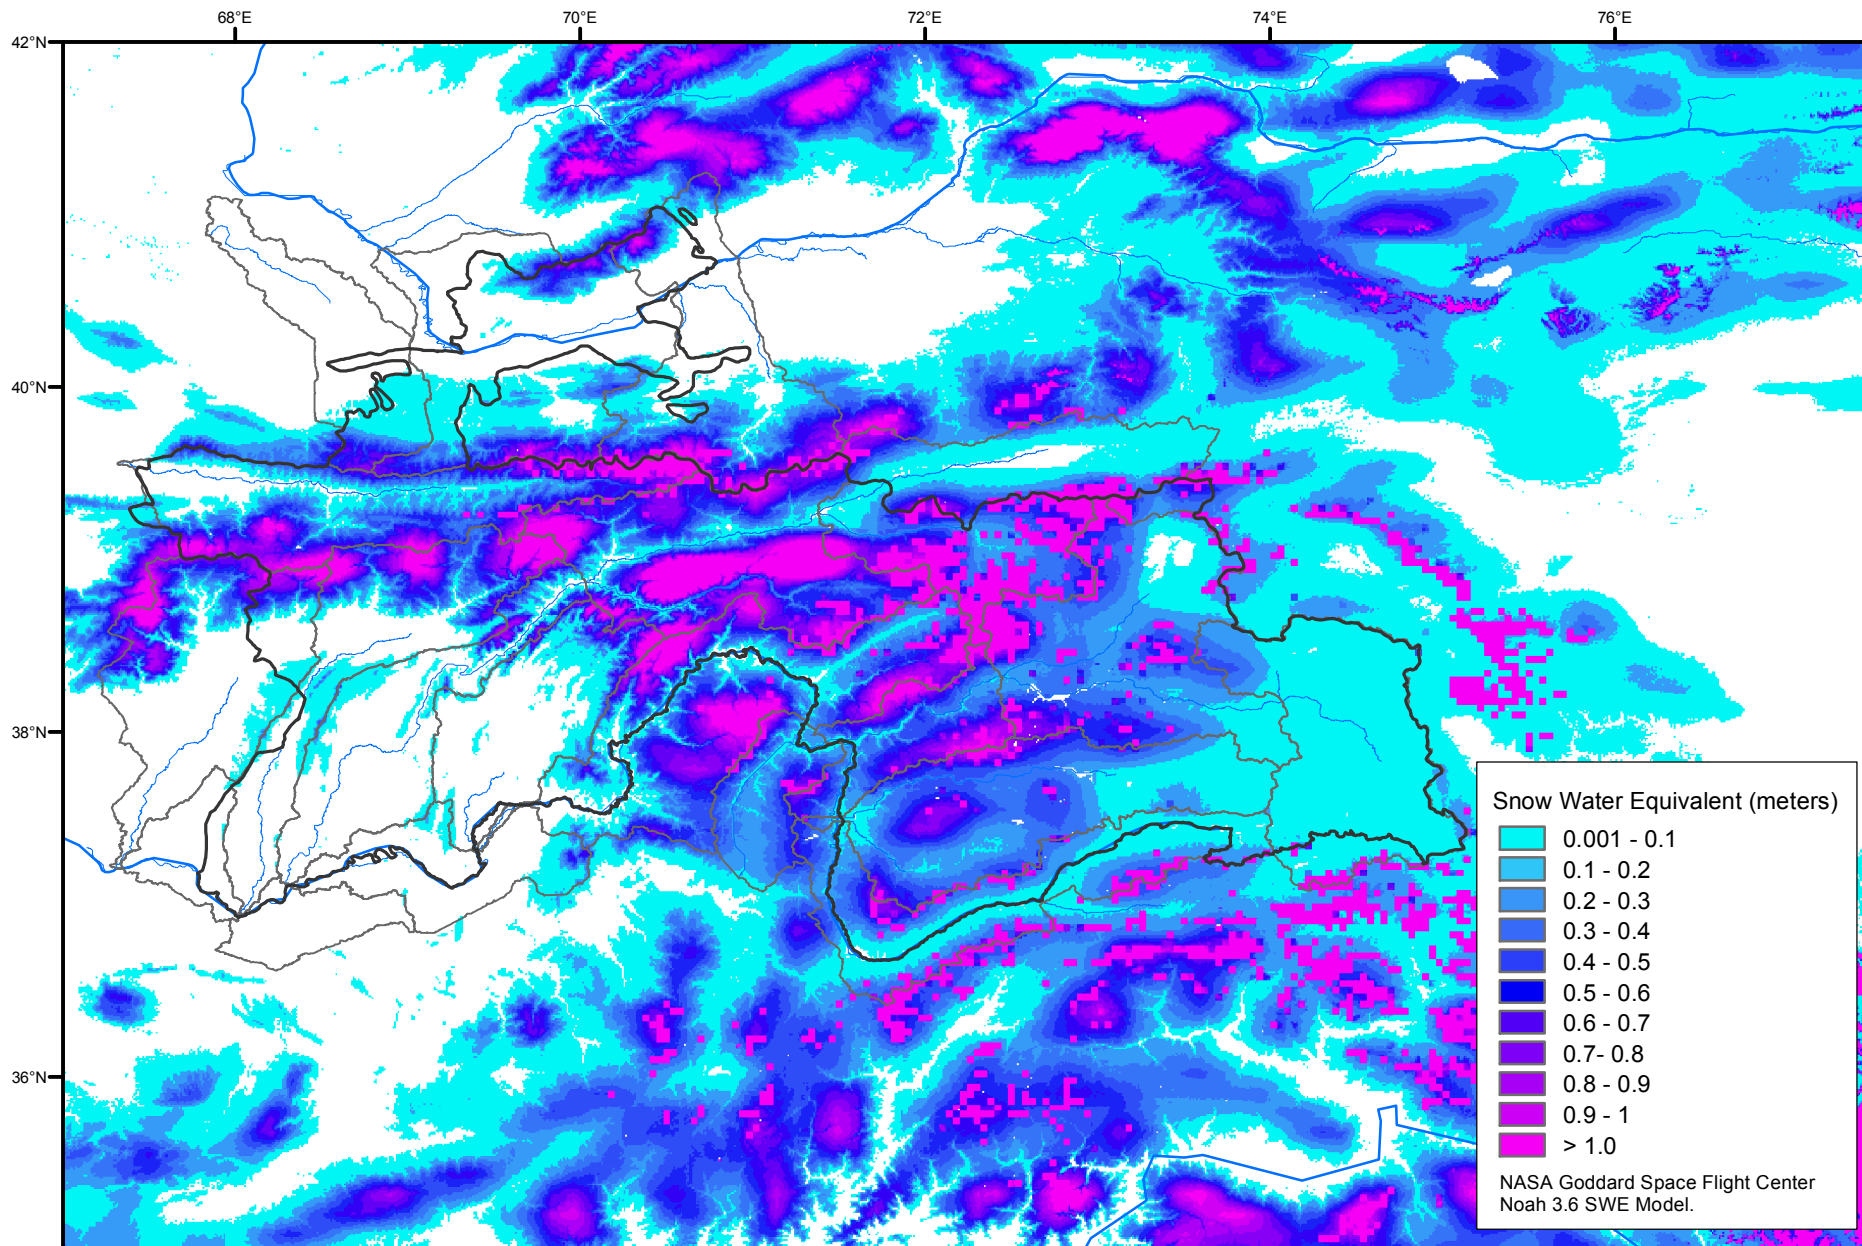 68°E 70°E 72°E 74°E 76°E
42°N
40°N
38°N
36°N
Snow Water Equivalent (meters)
0.001 - 0.1
0.1 - 0.2
0.2 - 0.3
0.3 - 0.4
0.4 - 0.5
0.5 - 0.6
0.6 - 0.7
0.7- 0.8
0.8 - 0.9
0.9 - 1
> 1.0
NASA Goddard Space Flight Center
Noah 3.6 SWE Model.